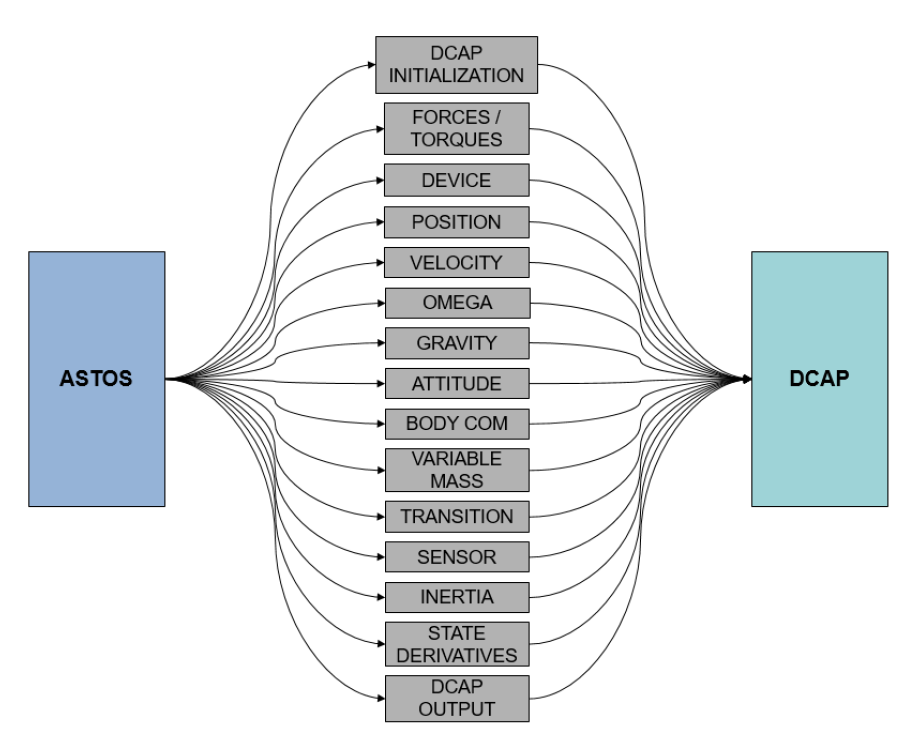 DCAP
INITIALIZATION
FORCES /
TORQUES
DEVICE
POSITION
VELOCITY
OMEGA
GRAVITY
ASTOS
ATTITUDE
DCAP
BODY COM
VARIABLE
MASS
TRANSITION
SENSOR
INERTIA
STATE
DERIVATIVES
DCAP
OUTPUT